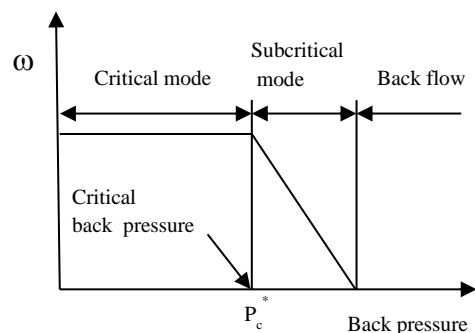 ω
Critical mode
Subcritical
mode
Back flow
Critical
back pressure
P_c^*
Back pressure